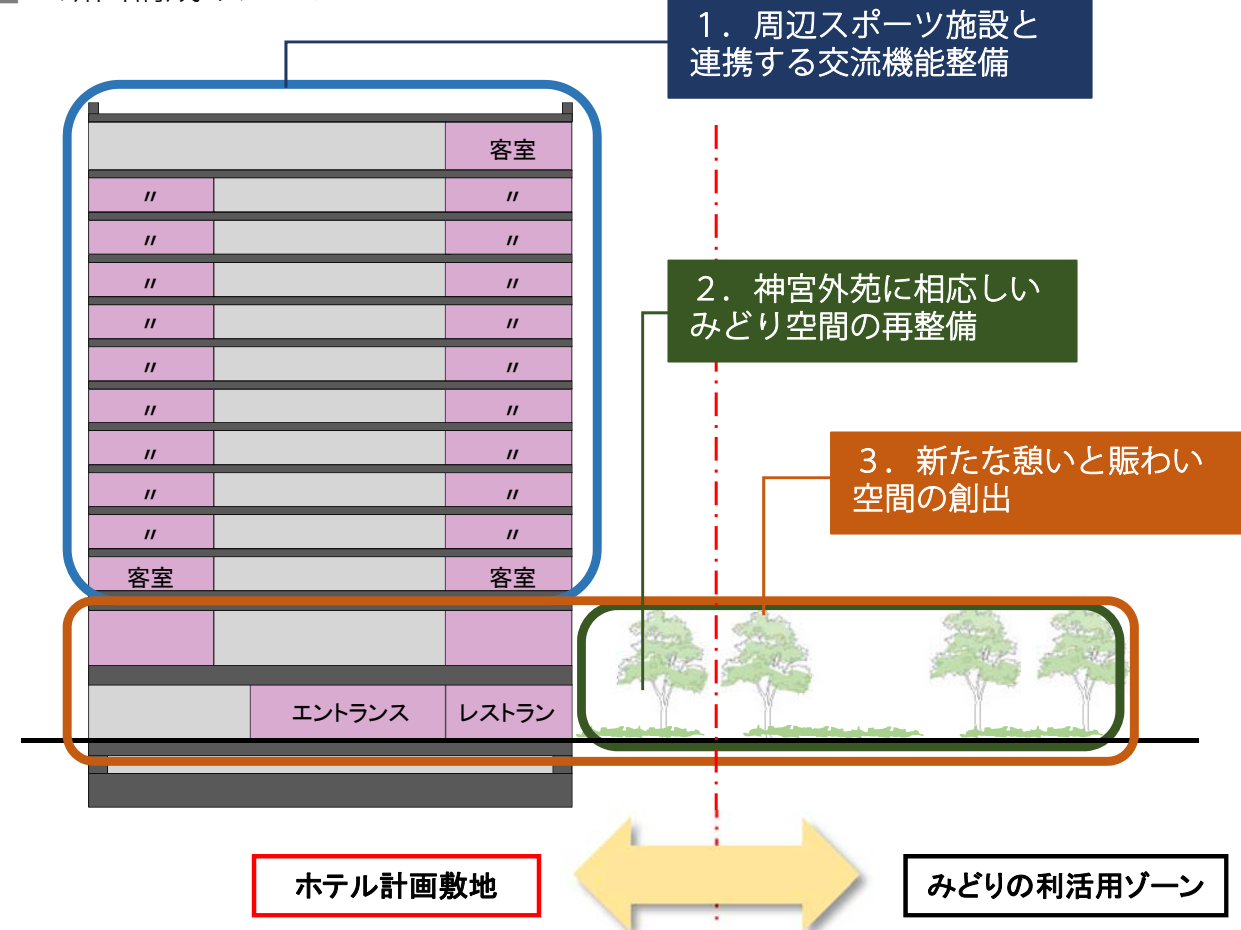 １．周辺スポーツ施設と
連携する交流機能整備
客室
〃 〃
〃 〃
〃 〃
〃 〃
〃 〃
〃 〃
〃 〃
〃 〃
〃 〃
客室 客室
２．神宮外苑に相応しい
みどり空間の再整備
３．新たな憩いと賑わい
空間の創出
エントランス レストラン
ホテル計画敷地
みどりの利活用ゾーン